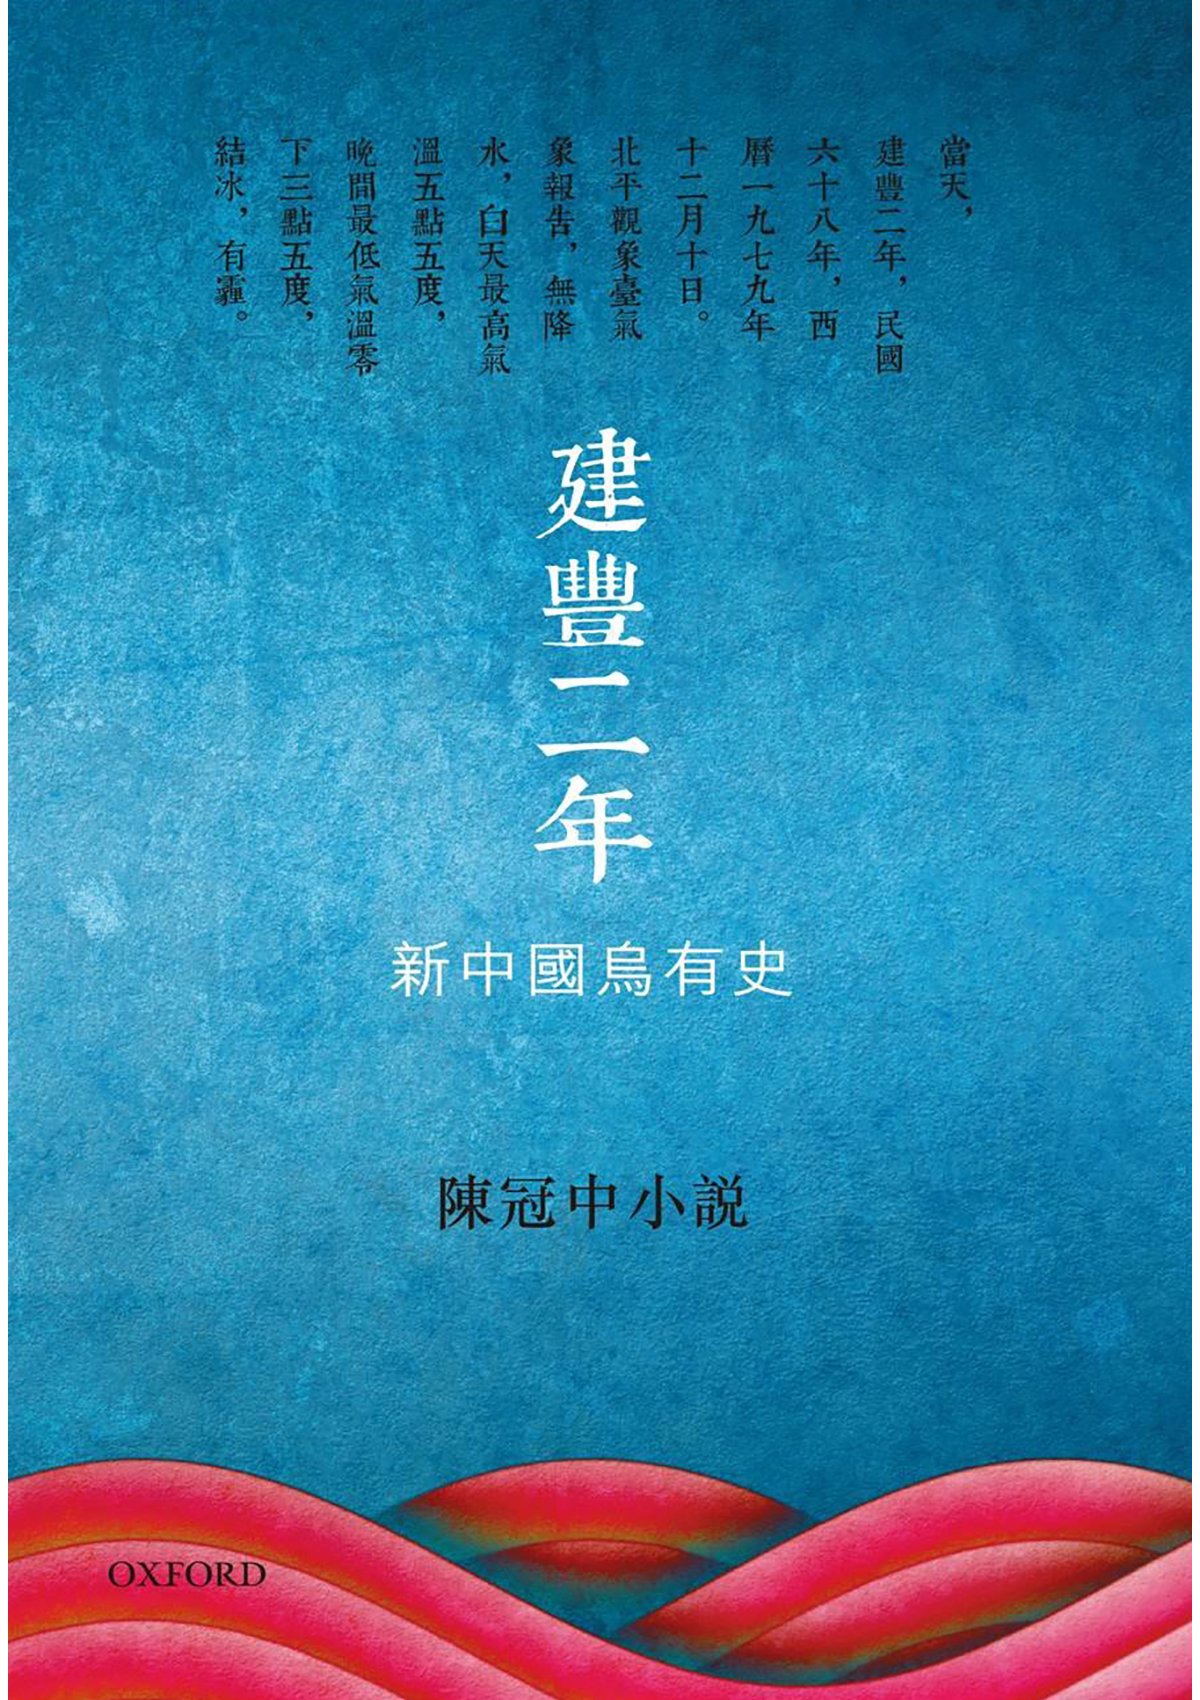 當天，
建豐二年，民國
六十八年，西
曆一九七九年
十二月十日。
北平觀象臺氣
象報告，無降
水，白天最高氣
溫五點五度，
晚間最低氣溫零
下三點五度，
結冰，有霾。
建豐二年
新中國烏有史
陳冠中小説
OXFORD